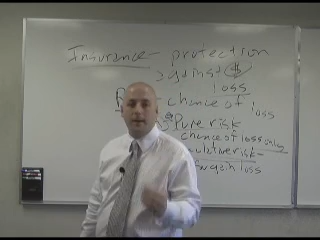 Insurance - protection
against $
loss
chance of loss
Pure risk
chance of loss only
risk -
gain loss